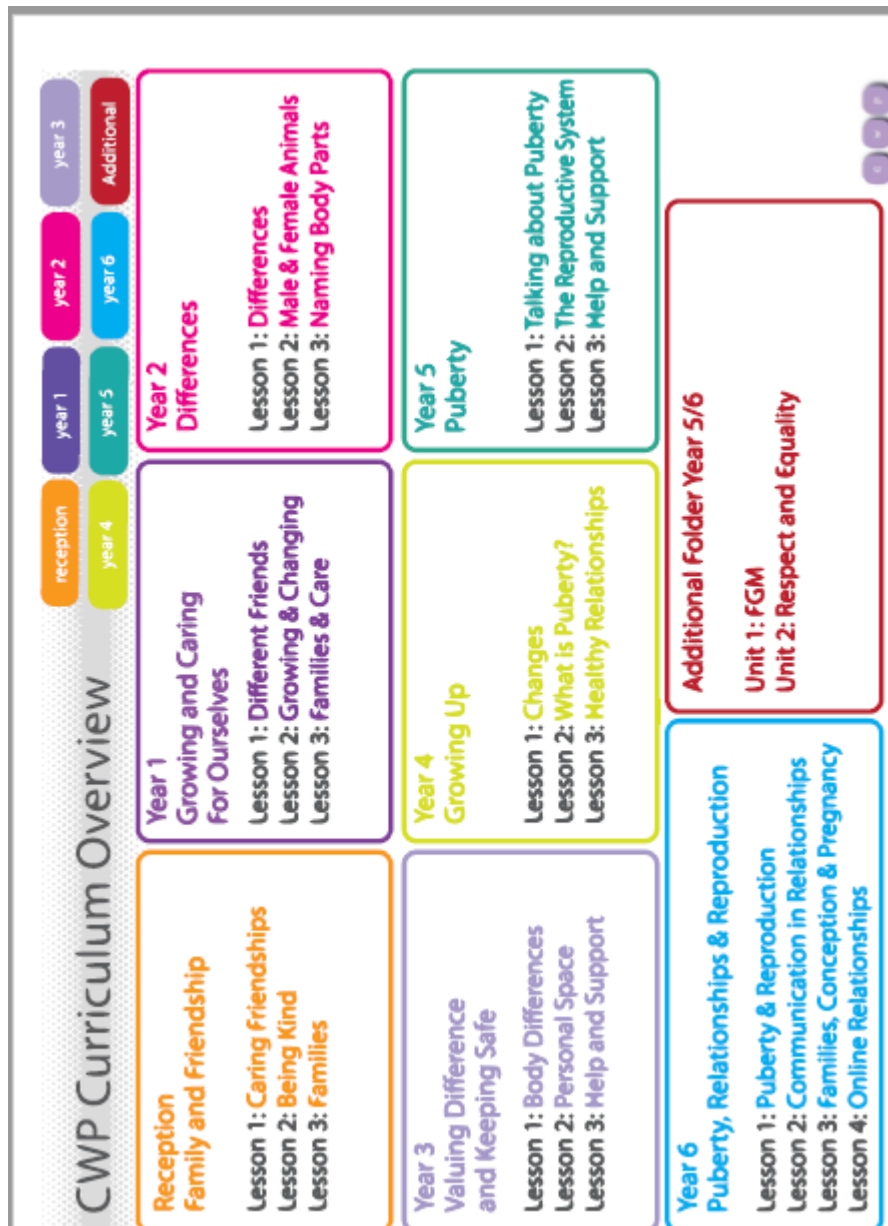 CWP Curriculum Overview
reception
year 1
year 2
year 3
year 4
year 5
year 6
Additional
Reception
Family and Friendship
Lesson 1: Caring Friendships
Lesson 2: Being Kind
Lesson 3: Families
Year 1
Growing and Caring
For Ourselves
Lesson 1: Different Friends
Lesson 2: Growing & Changing
Lesson 3: Families & Care
Year 2
Differences
Lesson 1: Differences
Lesson 2: Male & Female Animals
Lesson 3: Naming Body Parts
Year 3
Valuing Difference
and Keeping Safe
Lesson 1: Body Differences
Lesson 2: Personal Space
Lesson 3: Help and Support
Year 4
Growing Up
Lesson 1: Changes
Lesson 2: What is Puberty?
Lesson 3: Healthy Relationships
Year 5
Puberty
Lesson 1: Talking about Puberty
Lesson 2: The Reproductive System
Lesson 3: Help and Support
Year 6
Puberty, Relationships & Reproduction
Lesson 1: Puberty & Reproduction
Lesson 2: Communication in Relationships
Lesson 3: Families, Conception & Pregnancy
Lesson 4: Online Relationships
Additional Folder Year 5/6
Unit 1: FGM
Unit 2: Respect and Equality